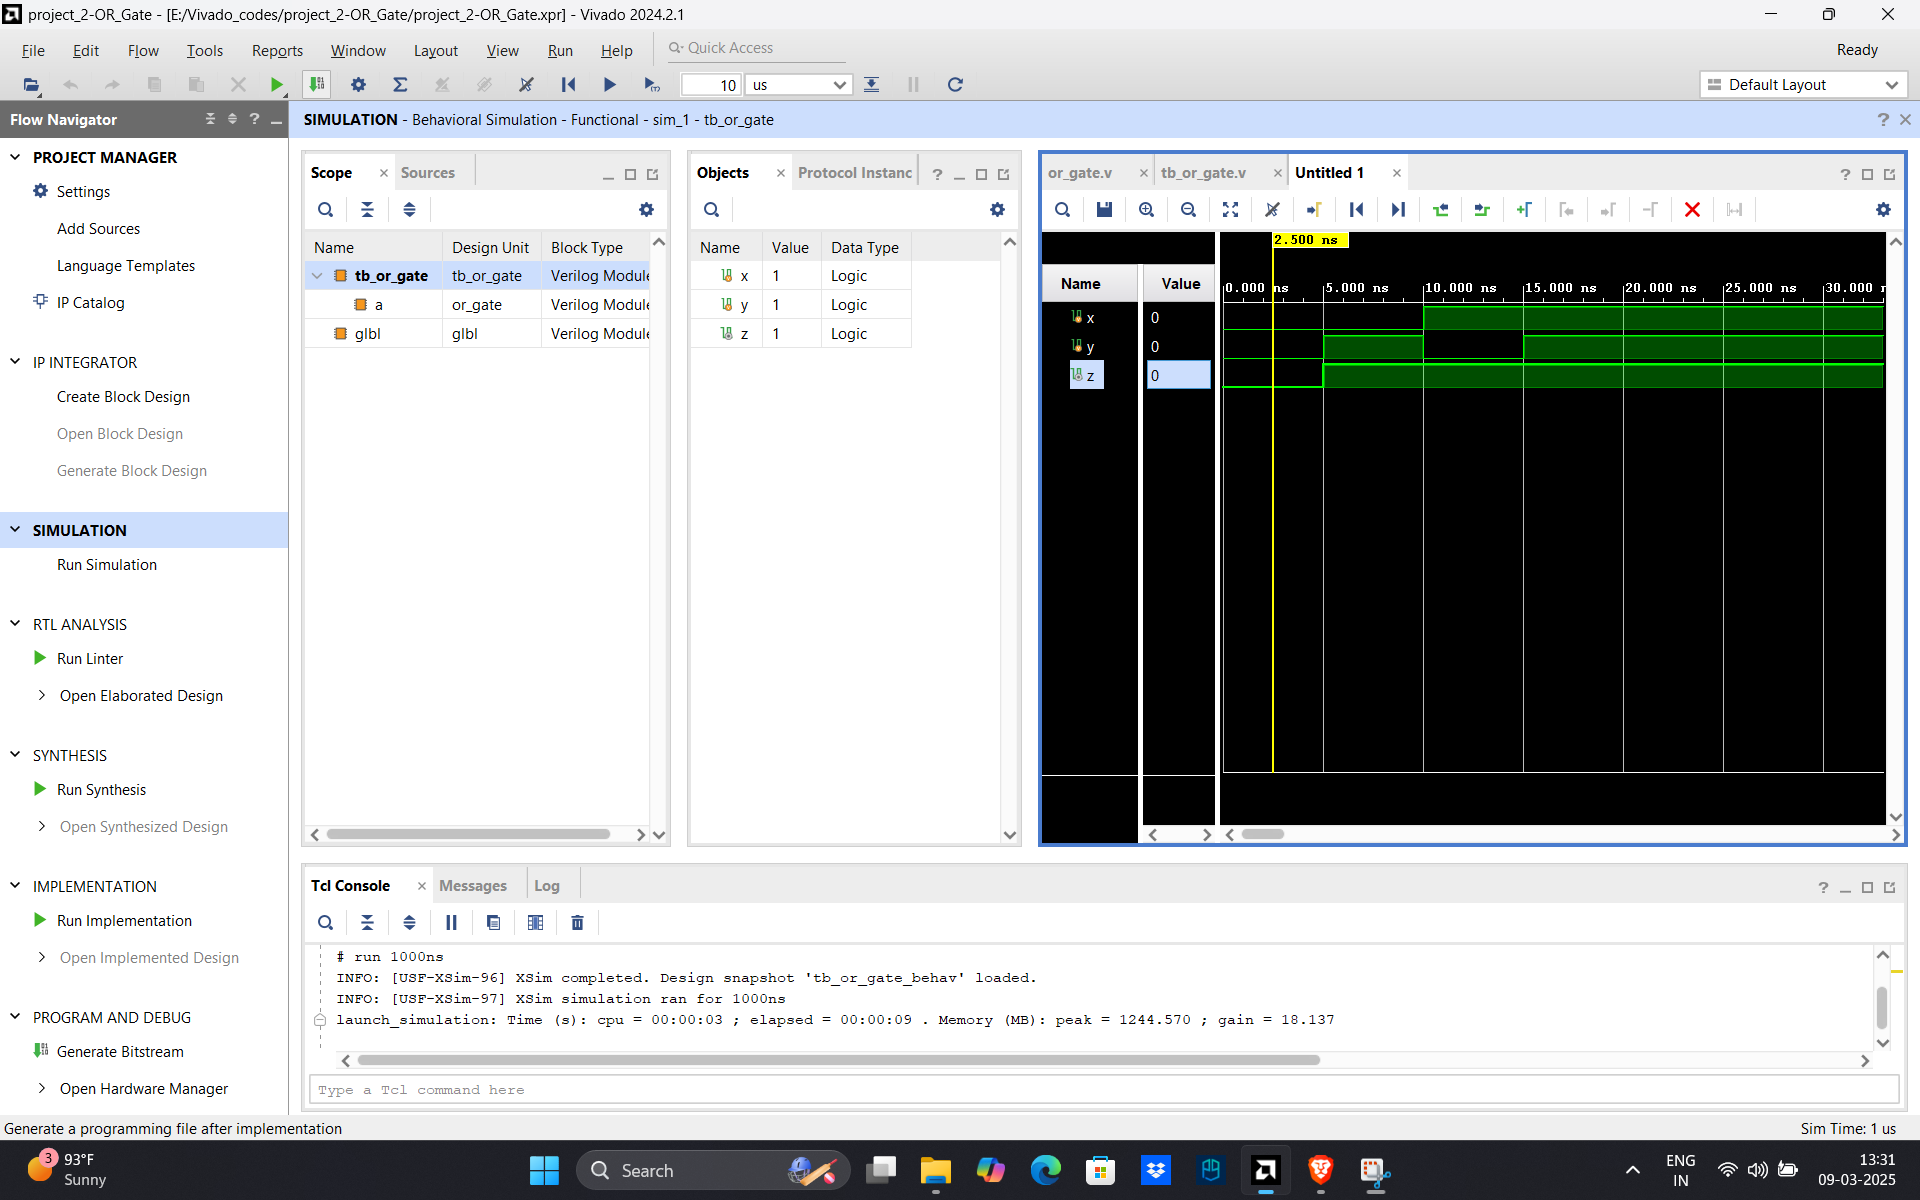 project_2-OR_Gate - [E:/Vivado_codes/project_2-OR_Gate/project_2-OR_Gate.xpr] - Vivado 2024.2.1
File Edit Flow Tools Reports Window Layout View Run Help Quick Access Ready
10 us Default Layout
Flow Navigator
SIMULATION - Behavioral Simulation - Functional - sim_1 - tb_or_gate
PROJECT MANAGER
Settings
Add Sources
Language Templates
IP Catalog
IP INTEGRATOR
Create Block Design
Open Block Design
Generate Block Design
SIMULATION
Run Simulation
RTL ANALYSIS
Run Linter
Open Elaborated Design
SYNTHESIS
Run Synthesis
Open Synthesized Design
IMPLEMENTATION
Run Implementation
Open Implemented Design
PROGRAM AND DEBUG
Generate Bitstream
Open Hardware Manager
Scope Sources
Name Design Unit Block Type
tb_or_gate tb_or_gate Verilog Module
a or_gate Verilog Module
glbl glbl Verilog Module
Objects Protocol Instanc
Name Value Data Type
x 1 Logic
y 1 Logic
z 1 Logic
or_gate.v tb_or_gate.v Untitled 1
2.500 ns
Name Value 0.000 ns 5.000 ns 10.000 ns 15.000 ns 20.000 ns 25.000 ns 30.000 n
x 0
y 0
z 0
Tcl Console Messages Log
# run 1000ns
INFO: [USF-XSim-96] XSim completed. Design snapshot 'tb_or_gate_behav' loaded.
INFO: [USF-XSim-97] XSim simulation ran for 1000ns
launch_simulation: Time (s): cpu = 00:00:03 ; elapsed = 00:00:09 . Memory (MB): peak = 1244.570 ; gain = 18.137
Type a Tcl command here
Generate a programming file after implementation Sim Time: 1 us
3 93°F
Sunny
Search
ENG
IN
13:31
09-03-2025